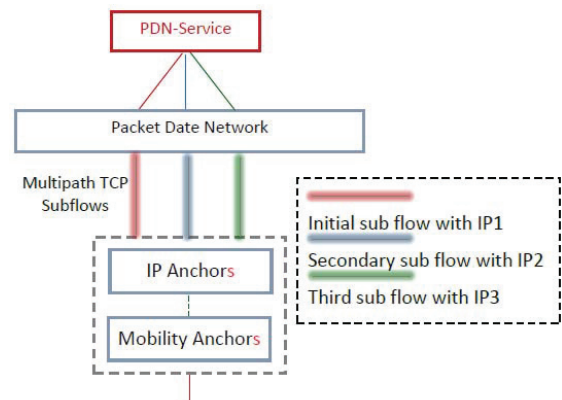 PDN-Service
Packet Date Network
Multipath TCP
Subflows
IP Anchors
Mobility Anchors
Initial sub flow with IP1
Secondary sub flow with IP2
Third sub flow with IP3